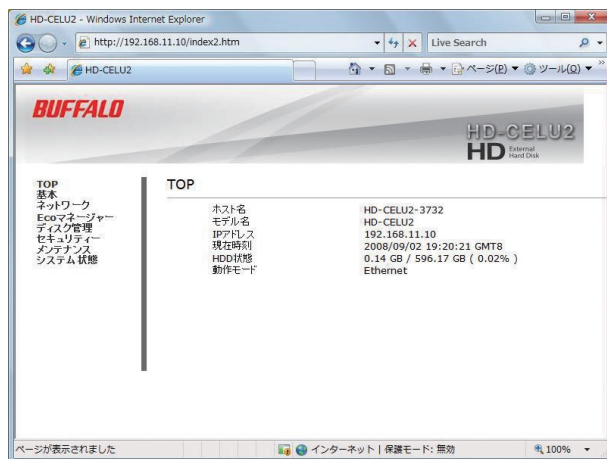 HD-CELU2 - Windows Internet Explorer
http://192.168.11.10/index2.htm
Live Search
HD-CELU2
ページ(P)
ツール(O)
BUFFALO
HD-CELU2
HD External Hard Disk
TOP
基本
ネットワーク
Ecoマネージャー
ディスク管理
セキュリティー
メンテナンス
システム状態
TOP
ホスト名 HD-CELU2-3732
モデル名 HD-CELU2
IPアドレス 192.168.11.10
現在時刻 2008/09/02 19:20:21 GMT8
HDD状態 0.14 GB / 596.17 GB ( 0.02% )
動作モード Ethernet
ページが表示されました
インターネット | 保護モード: 無効
100%